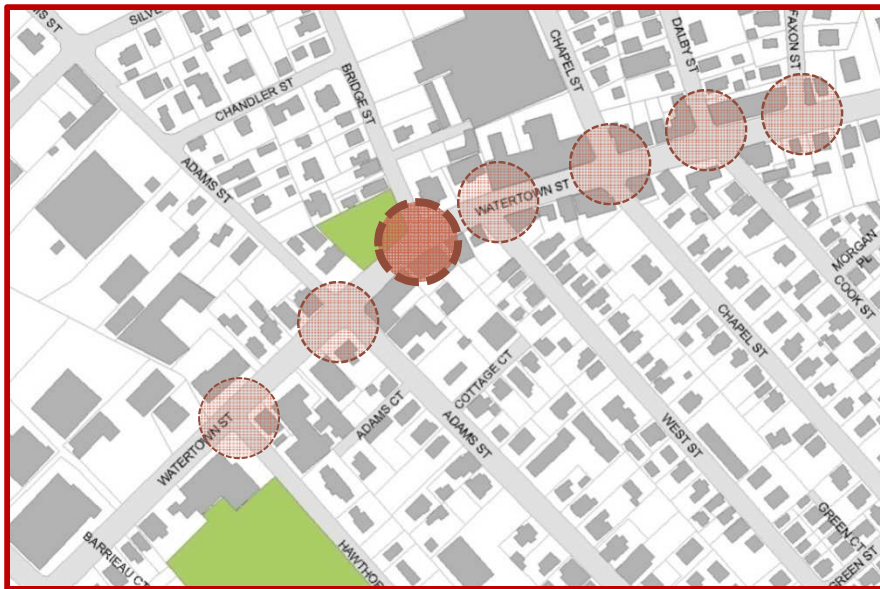 MIS ST
SILVE
CHANDLER ST
BRIDGE ST
CHAPEL ST
DALBY ST
FAXON ST
ADAMS ST
WATERTOWN ST
MORGAN PL
COOK ST
CHAPEL ST
COTTAGE CT
ADAMS CT
ADAMS ST
WEST ST
WATERTOWN ST
BARRIEAU CT
HAWTHOR
GREEN CT
GREEN ST